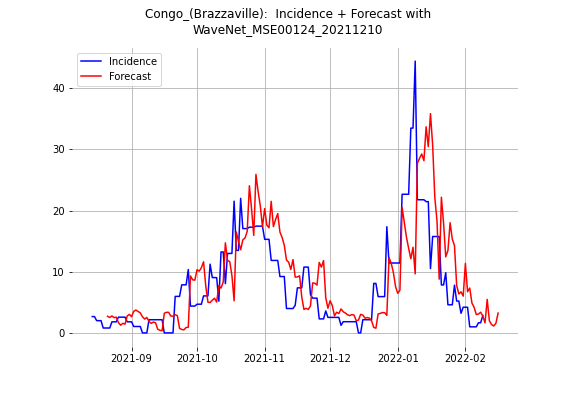 Congo_(Brazzaville):  Incidence + Forecast with
WaveNet_MSE00124_20211210
Incidence
Forecast
40
30
20
10
0
2021-09 2021-10 2021-11 2021-12 2022-01 2022-02